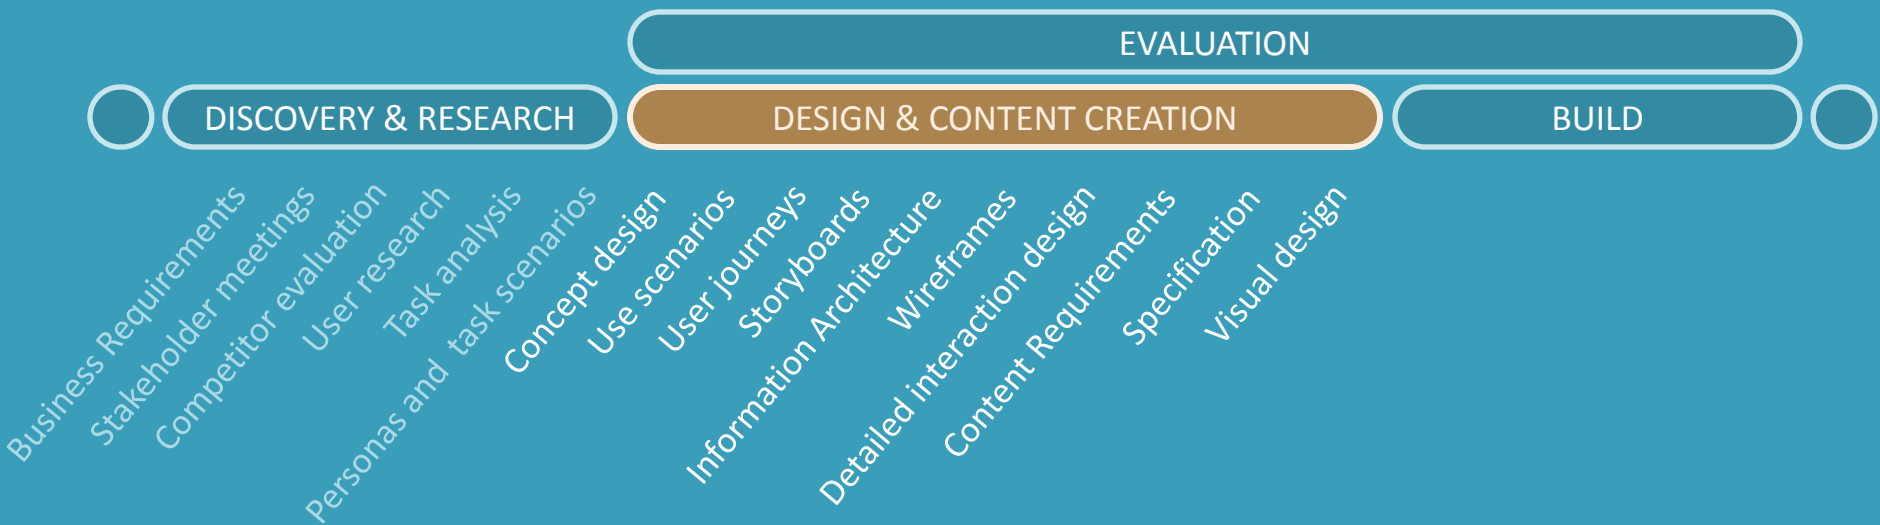 EVALUATION
DISCOVERY & RESEARCH
DESIGN & CONTENT CREATION
BUILD
Business Requirements
Stakeholder meetings
Competitor evaluation
User research
Task analysis
Personas and task scenarios
Concept design
Use scenarios
User journeys
Storyboards
Information Architecture
Wireframes
Detailed interaction design
Content Requirements
Specification
Visual design